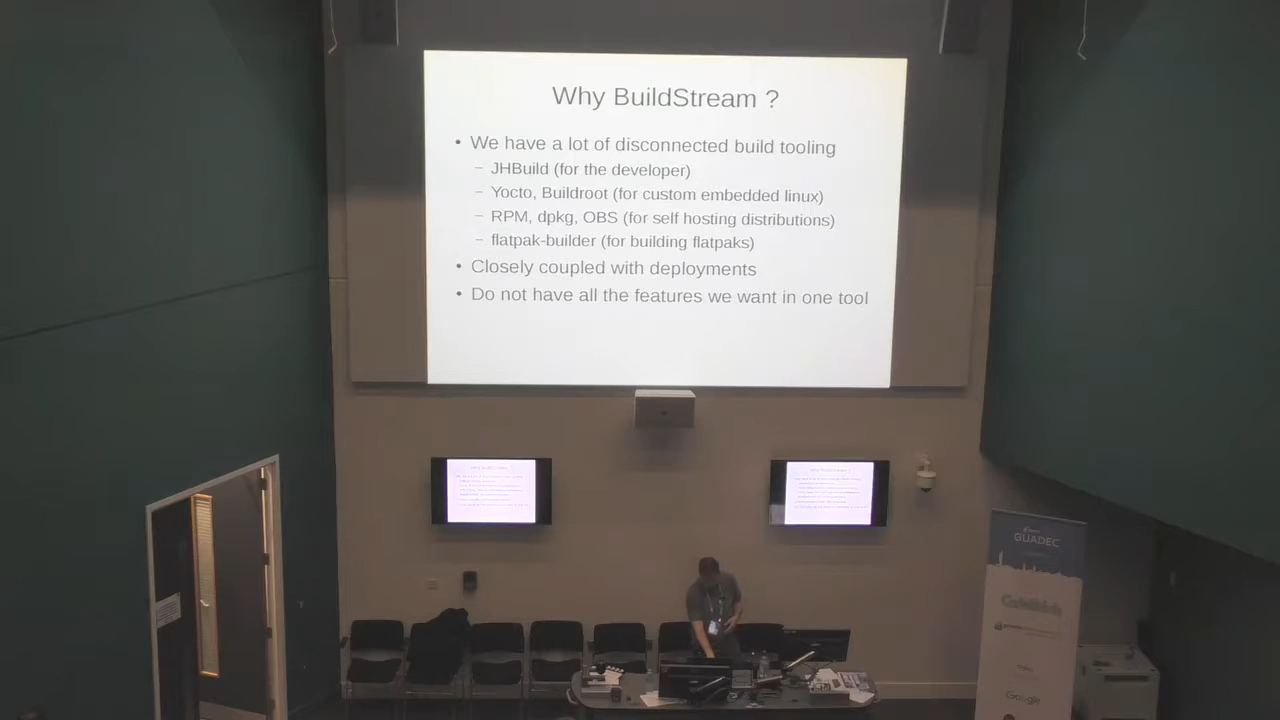 Why BuildStream ?
• We have a lot of disconnected build tooling
– JHBuild (for the developer)
– Yocto, Buildroot (for custom embedded linux)
– RPM, dpkg, OBS (for self hosting distributions)
– flatpak-builder (for building flatpaks)
• Closely coupled with deployments
• Do not have all the features we want in one tool
GUADEC
Codethink
Google